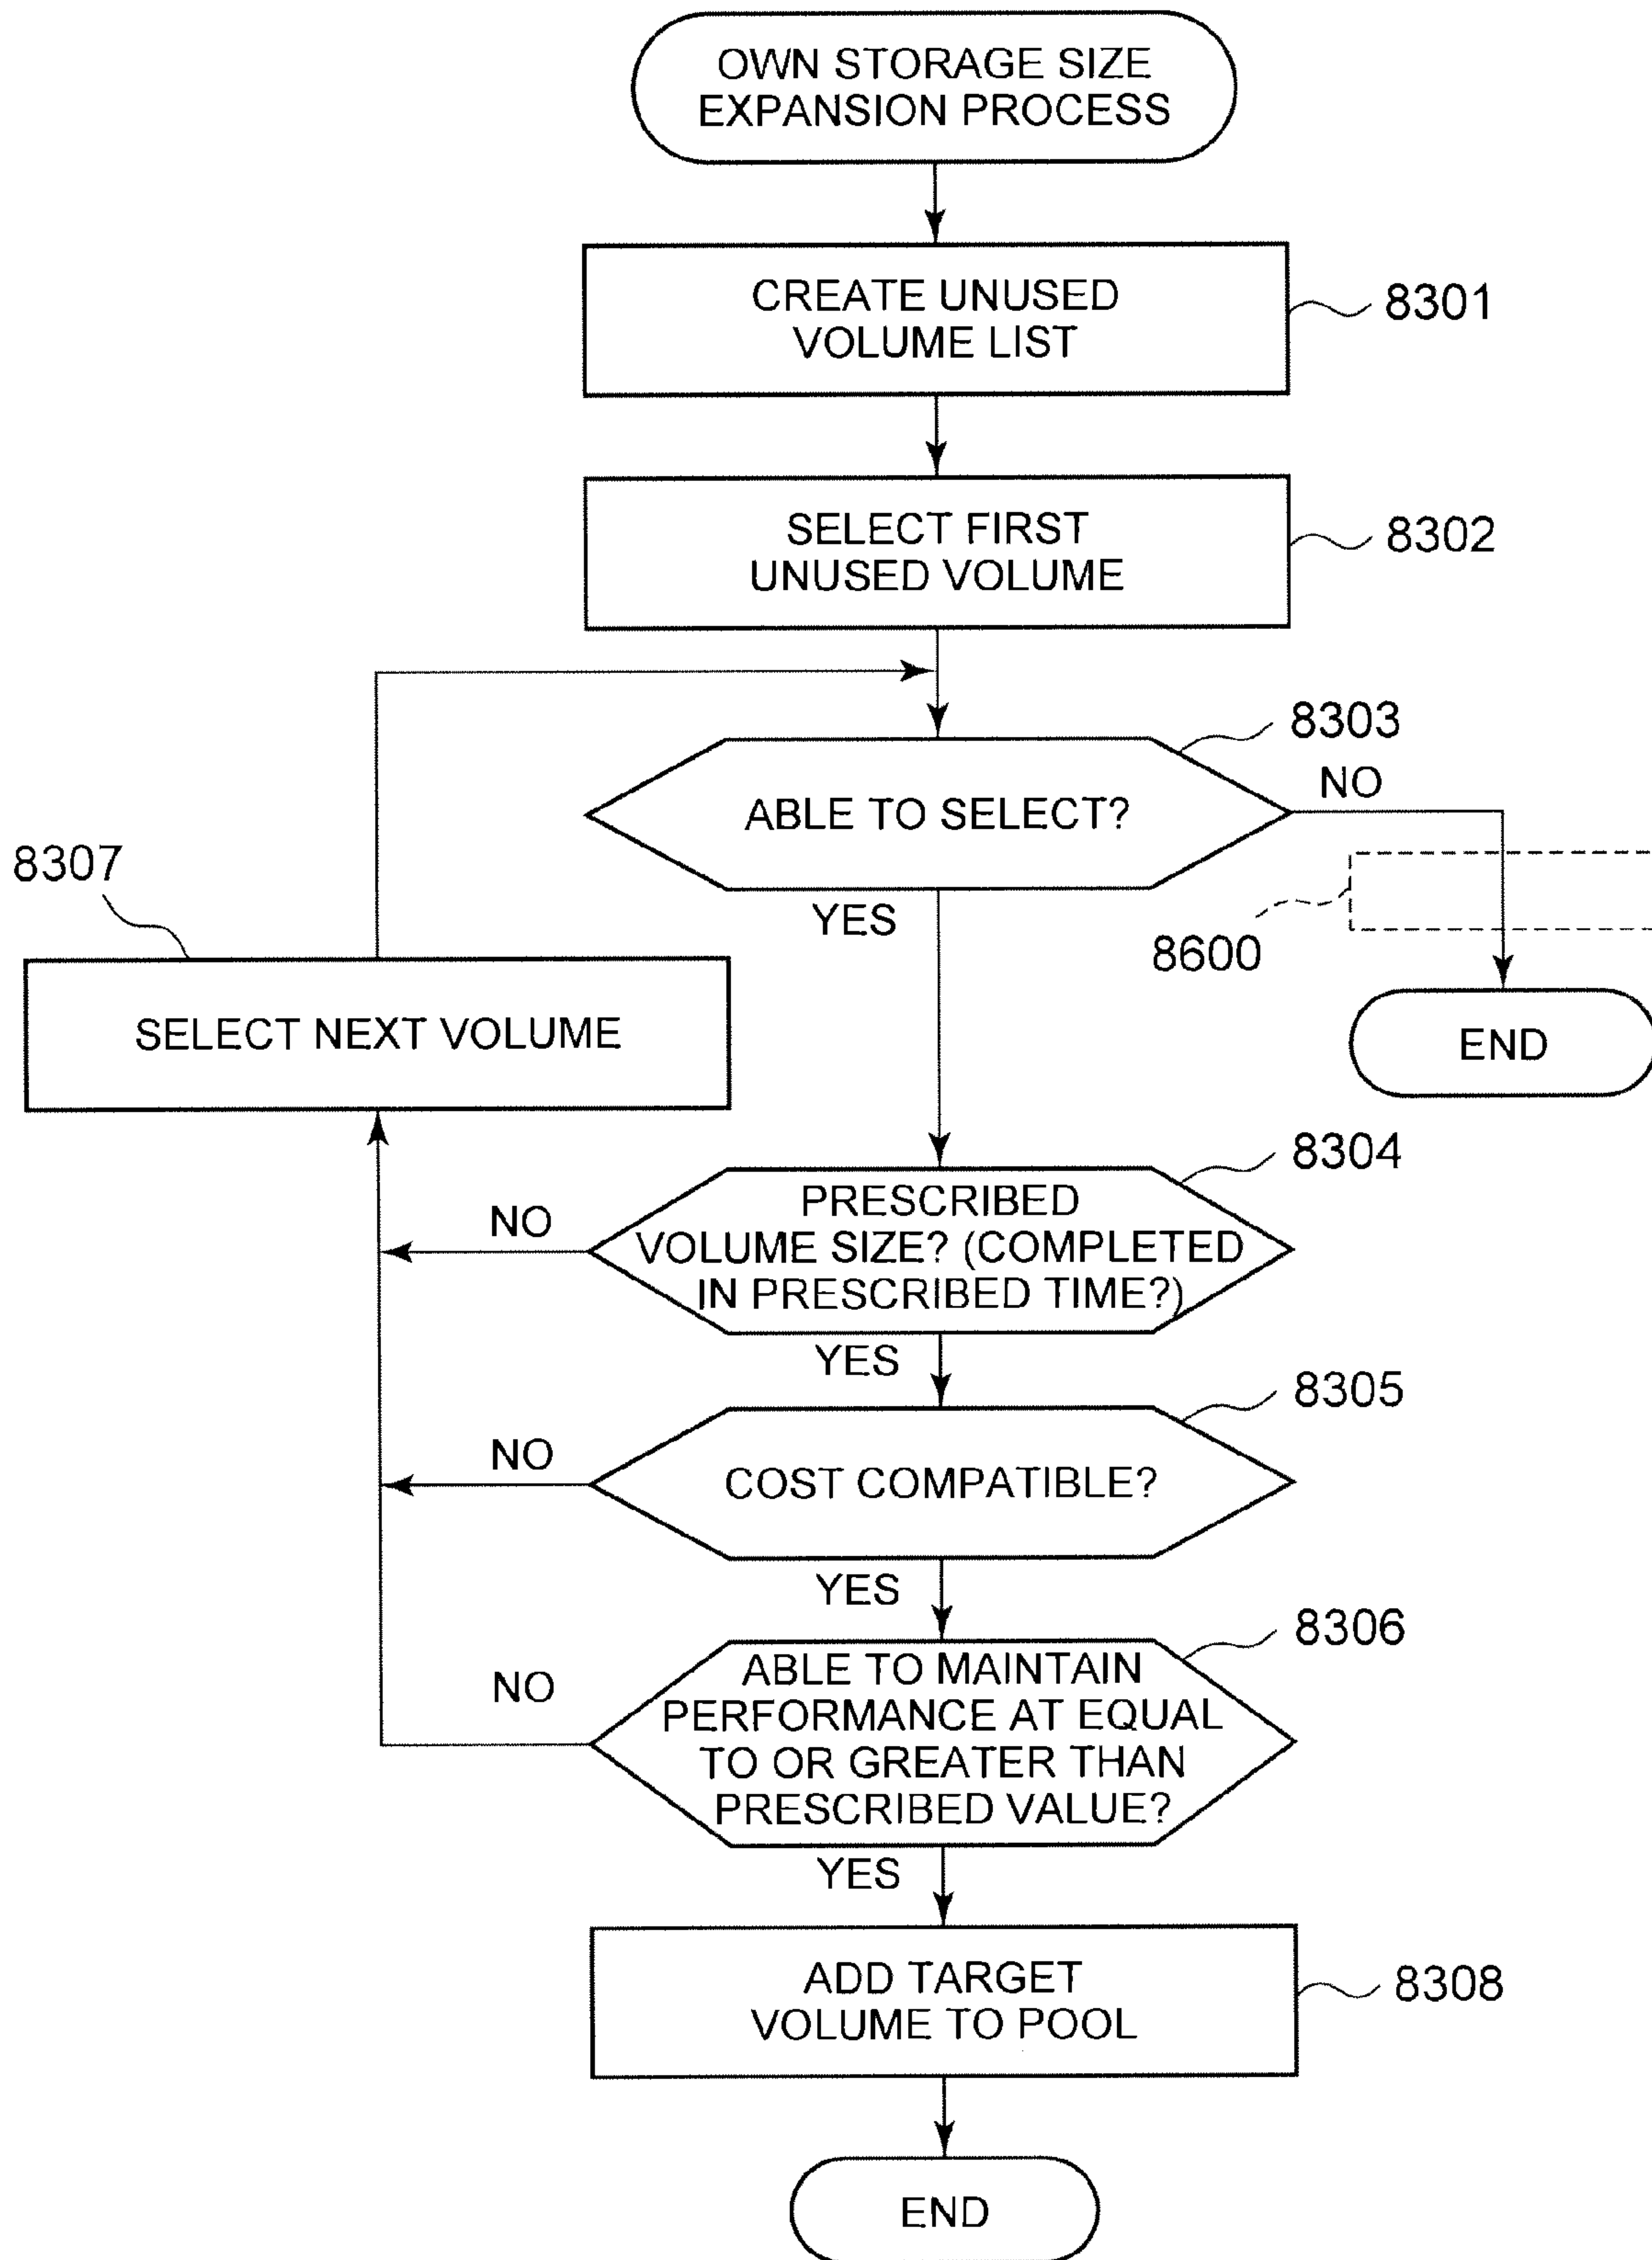 OWN STORAGE SIZE
EXPANSION PROCESS
CREATE UNUSED
VOLUME LIST
8301
SELECT FIRST
UNUSED VOLUME
8302
8303
ABLE TO SELECT?
NO
YES
8307
8600
SELECT NEXT VOLUME
END
8304
PRESCRIBED
VOLUME SIZE? (COMPLETED
IN PRESCRIBED TIME?)
NO
YES
8305
COST COMPATIBLE?
NO
YES
8306
ABLE TO MAINTAIN
PERFORMANCE AT EQUAL
TO OR GREATER THAN
PRESCRIBED VALUE?
NO
YES
ADD TARGET
VOLUME TO POOL
8308
END